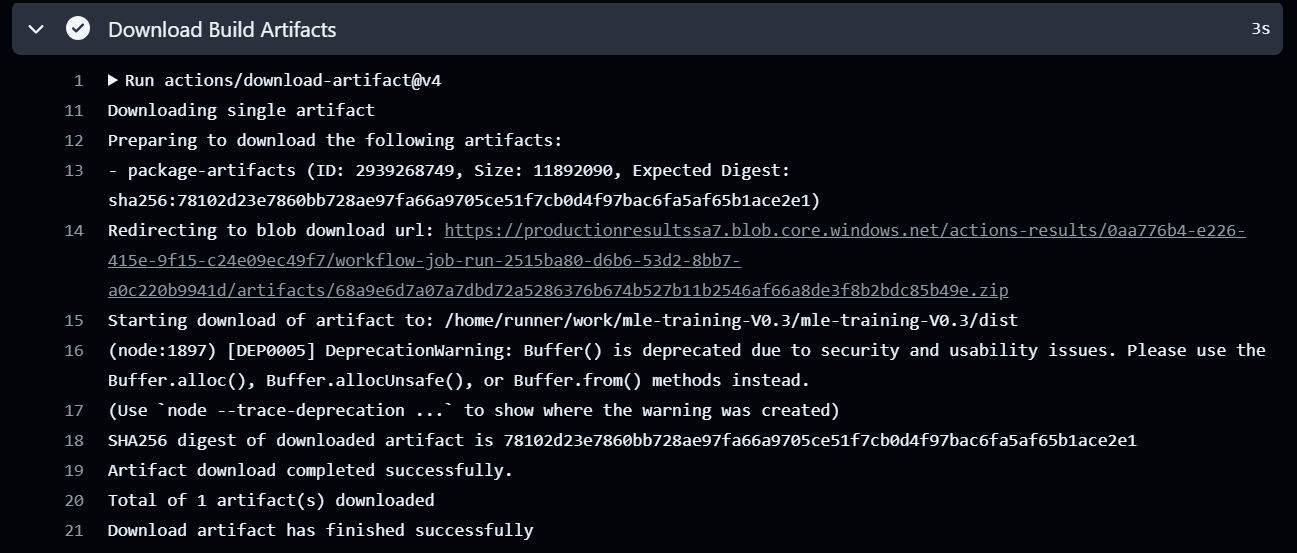 Download Build Artifacts 3s
1 Run actions/download-artifact@v4
11 Downloading single artifact
12 Preparing to download the following artifacts:
13 - package-artifacts (ID: 2939268749, Size: 11892090, Expected Digest:
sha256:78102d23e7860bb728ae97fa66a9705ce51f7cb0d4f97bac6fa5af65b1ace2e1)
14 Redirecting to blob download url: https://productionresultssa7.blob.core.windows.net/actions-results/0aa776b4-e226-
415e-9f15-c24e09ec49f7/workflow-job-run-2515ba80-d6b6-53d2-8bb7-
a0c220b9941d/artifacts/68a9e6d7a07a7dbd72a5286376b674b527b11b2546af66a8de3f8b2bdc85b49e.zip
15 Starting download of artifact to: /home/runner/work/mle-training-V0.3/mle-training-V0.3/dist
16 (node:1897) [DEP0005] DeprecationWarning: Buffer() is deprecated due to security and usability issues. Please use the
Buffer.alloc(), Buffer.allocUnsafe(), or Buffer.from() methods instead.
17 (Use `node --trace-deprecation ...` to show where the warning was created)
18 SHA256 digest of downloaded artifact is 78102d23e7860bb728ae97fa66a9705ce51f7cb0d4f97bac6fa5af65b1ace2e1
19 Artifact download completed successfully.
20 Total of 1 artifact(s) downloaded
21 Download artifact has finished successfully